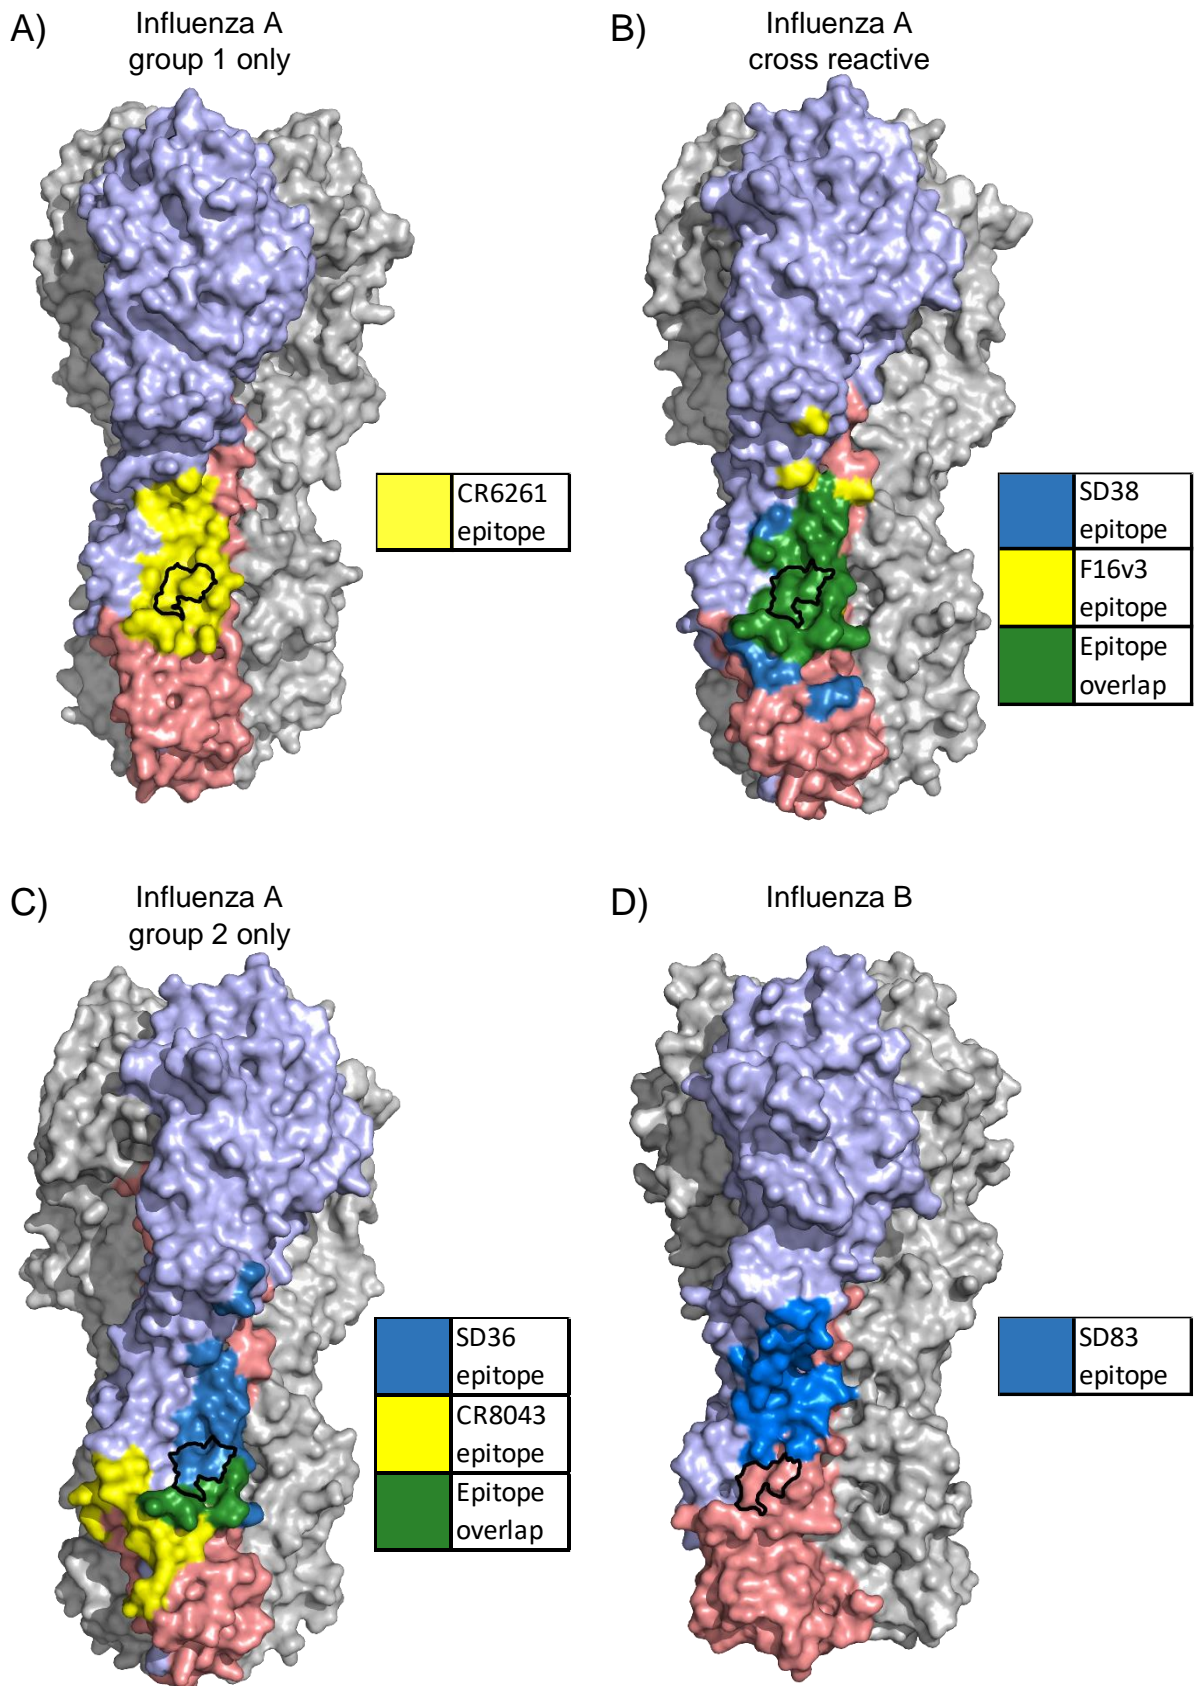 A)
Influenza A
group 1 only
CR6261
epitope
B)
Influenza A
cross reactive
SD38
epitope
F16v3
epitope
Epitope
overlap
C)
Influenza A
group 2 only
SD36
epitope
CR8043
epitope
Epitope
overlap
D)
Influenza B
SD83
epitope